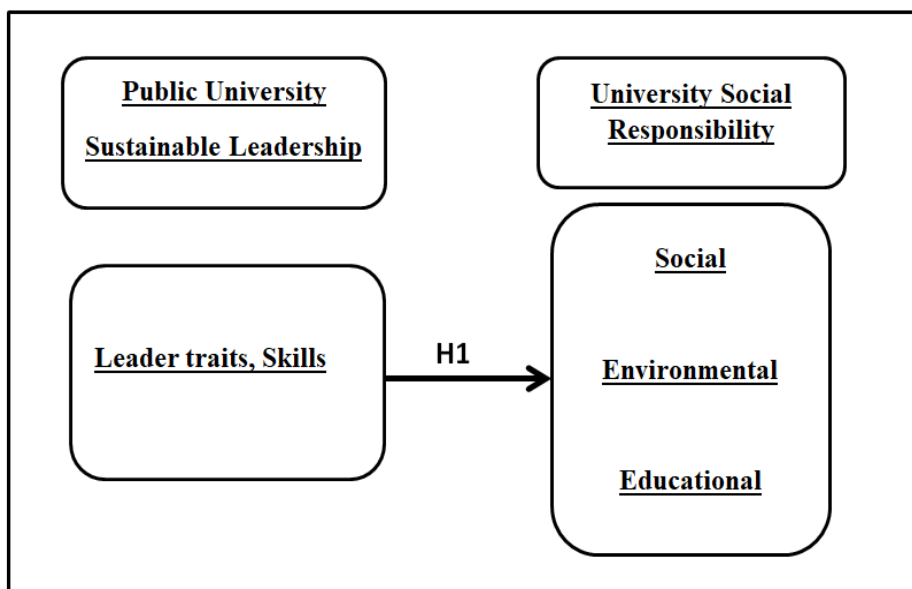 Public University
Sustainable Leadership
University Social
Responsibility
Leader traits, Skills
H1
Social
Environmental
Educational